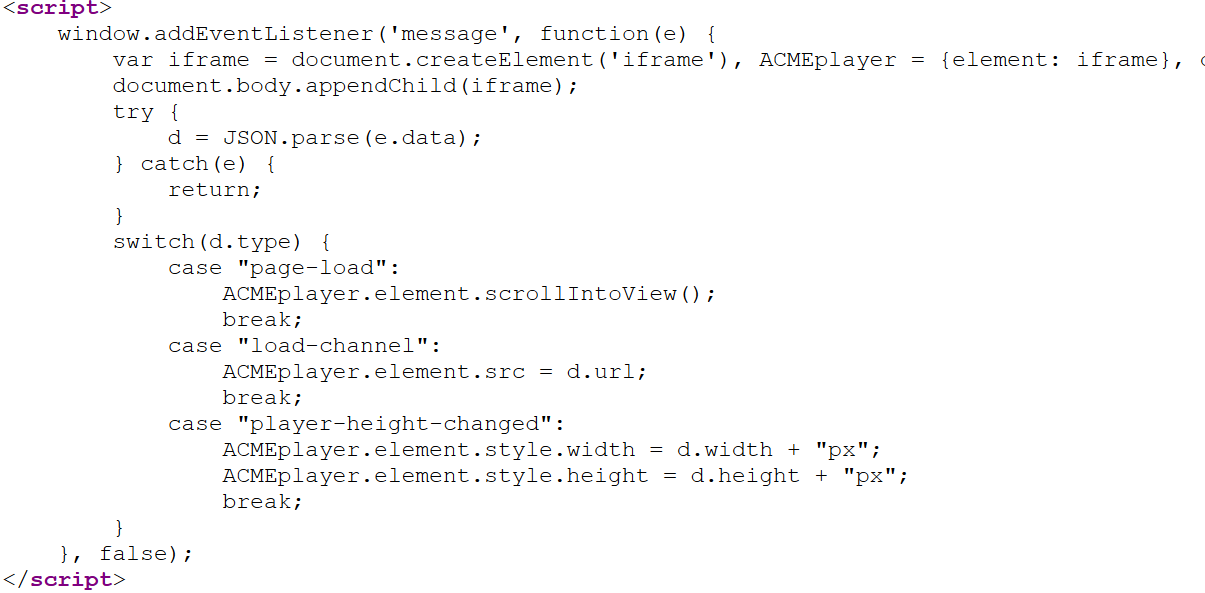 <script>
    window.addEventListener('message', function(e) {
        var iframe = document.createElement('iframe'), ACMEplayer = {element: iframe},
        document.body.appendChild(iframe);
        try {
            d = JSON.parse(e.data);
        } catch(e) {
            return;
        }
        switch(d.type) {
            case "page-load":
                ACMEplayer.element.scrollIntoView();
                break;
            case "load-channel":
                ACMEplayer.element.src = d.url;
                break;
            case "player-height-changed":
                ACMEplayer.element.style.width = d.width + "px";
                ACMEplayer.element.style.height = d.height + "px";
                break;
        }
    }, false);
</script>